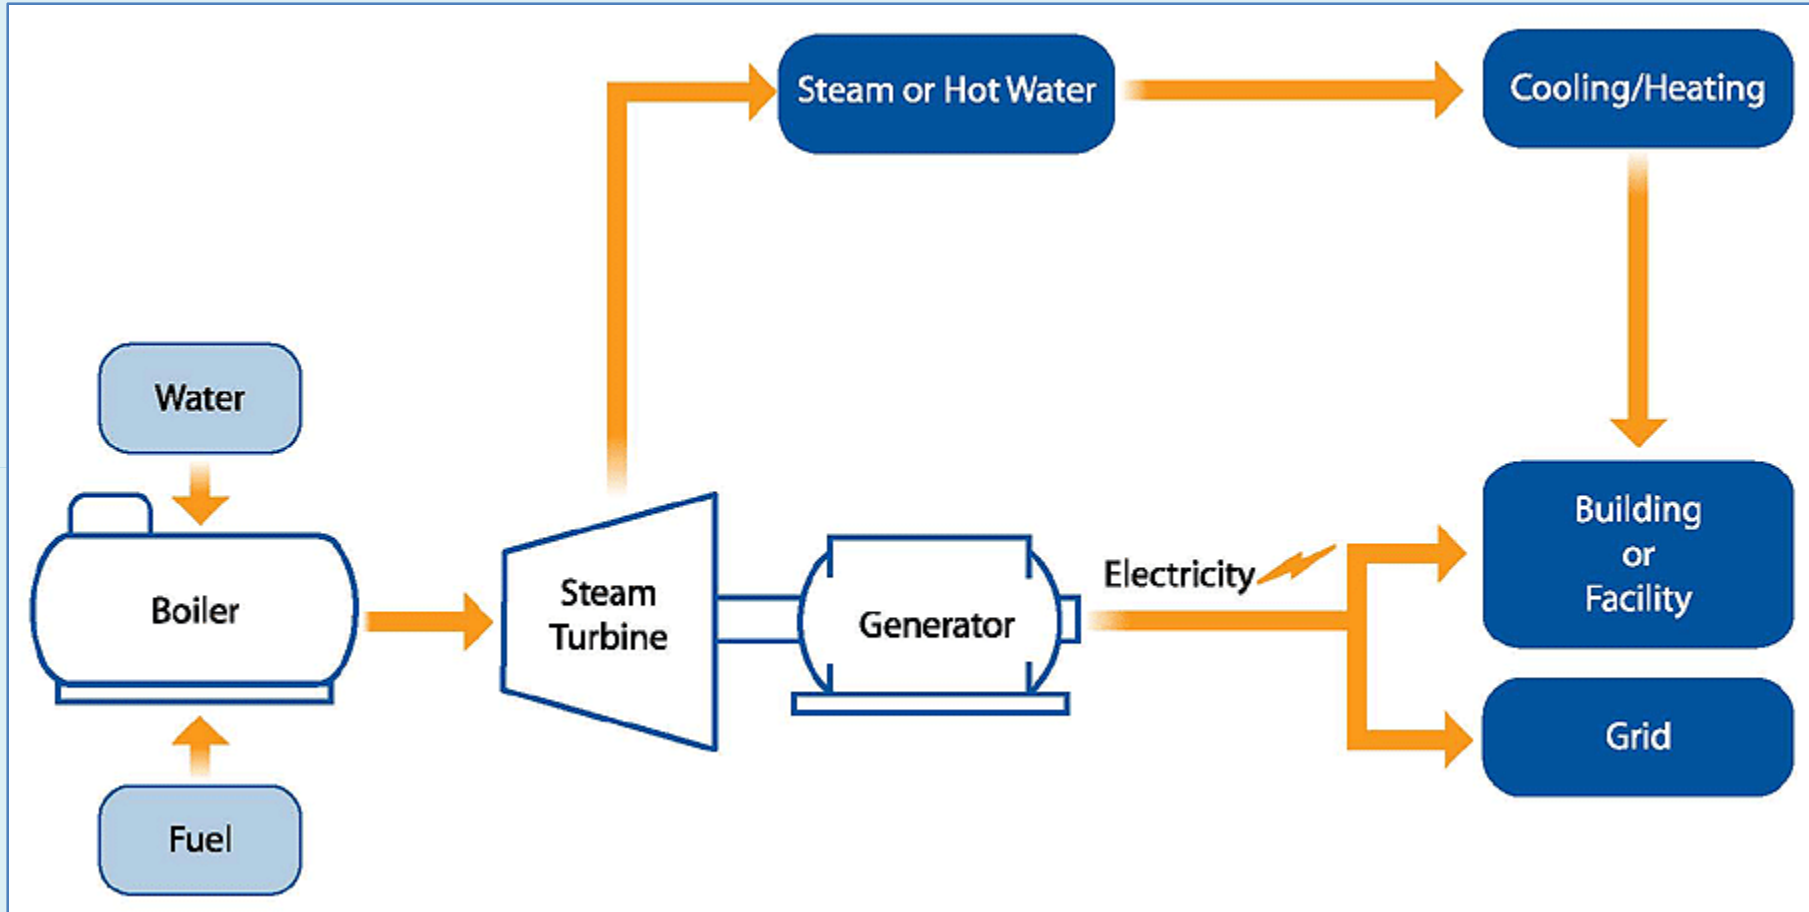 Steam or Hot Water
Cooling/Heating
Water
Boiler
Fuel
Steam
Turbine
Generator
Electricity
Building
or
Facility
Grid